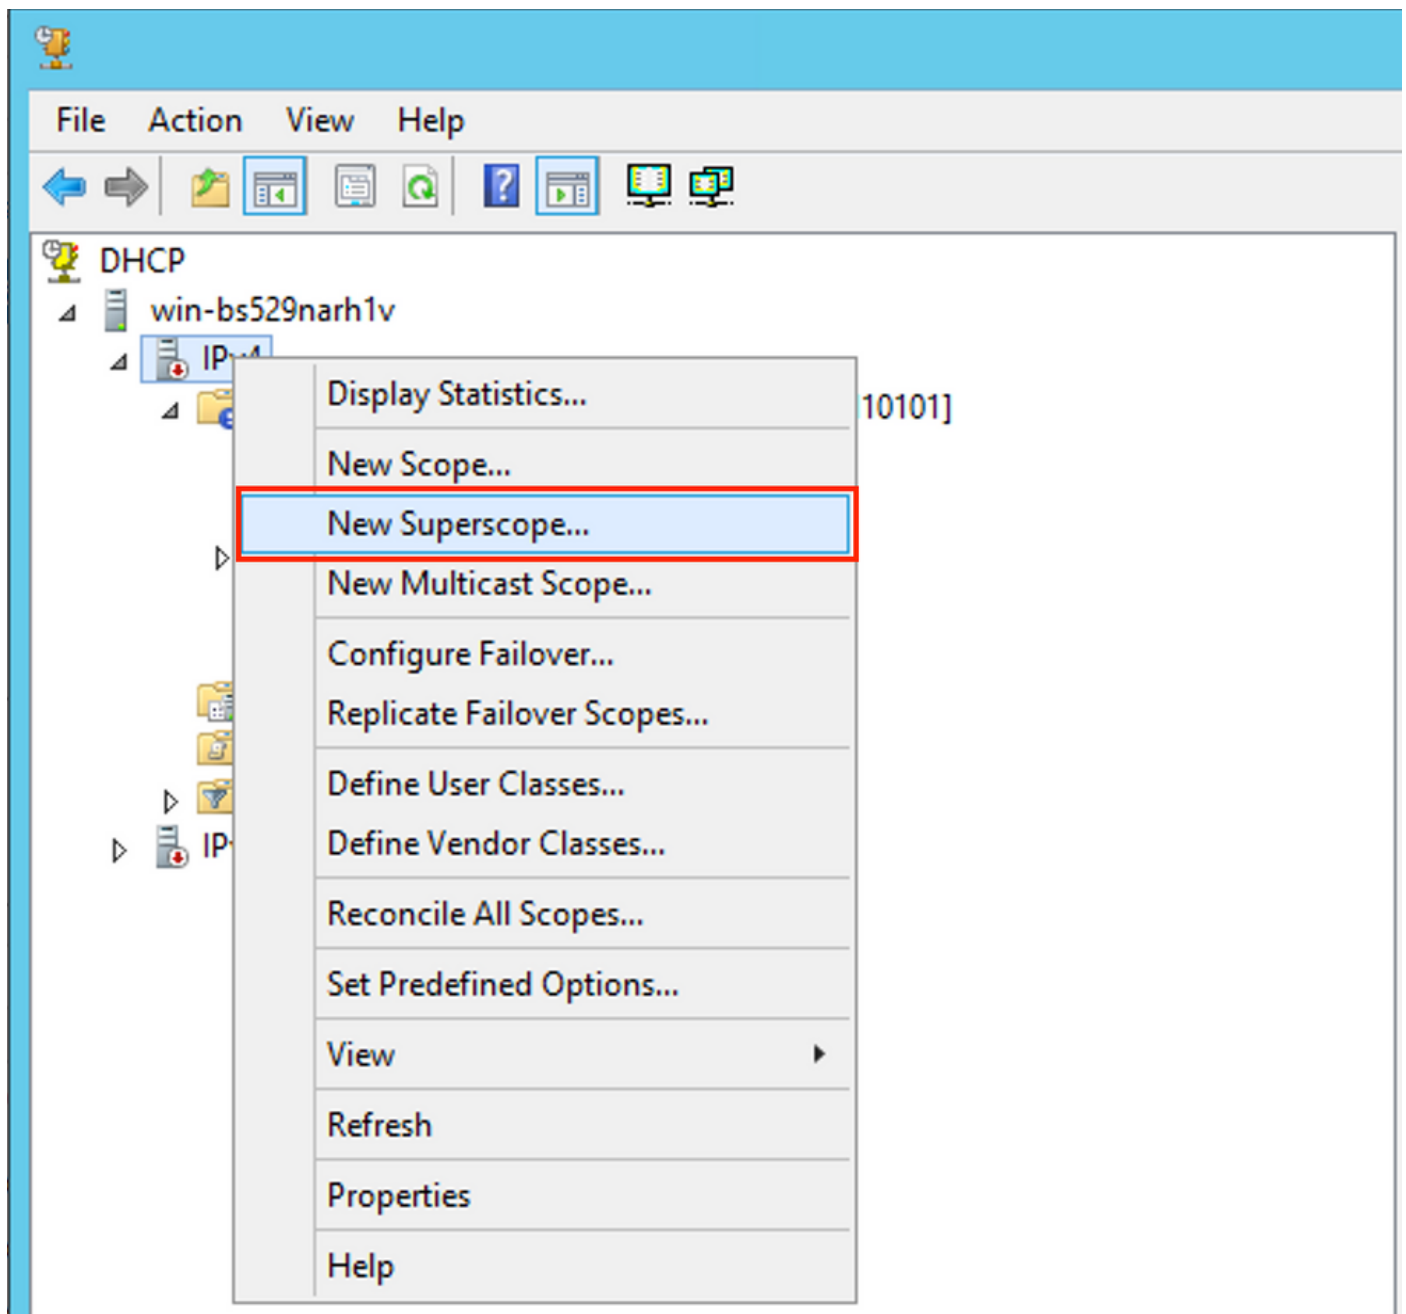 File Action View Help
DHCP
win-bs529narh1v
Display Statistics...
10101]
New Scope...
New Superscope...
New Multicast Scope...
Configure Failover...
Replicate Failover Scopes...
Define User Classes...
Define Vendor Classes...
Reconcile All Scopes...
Set Predefined Options...
View
Refresh
Properties
Help